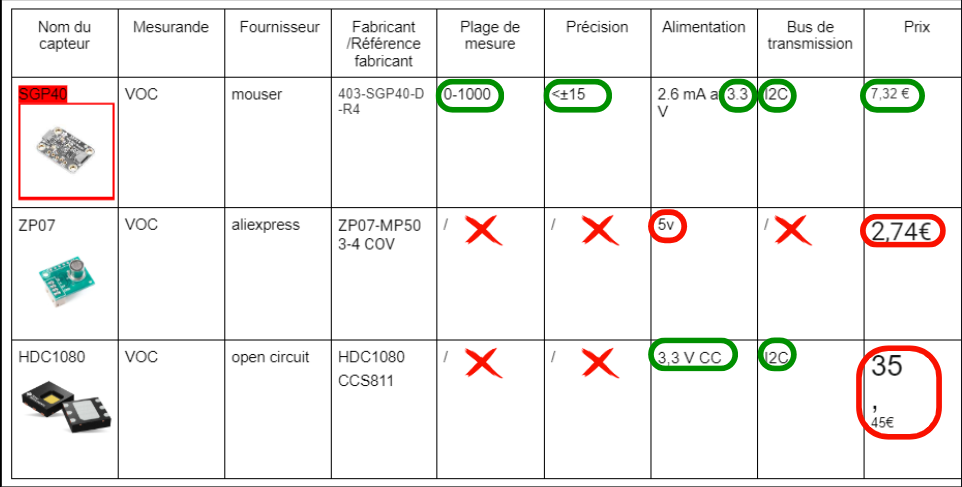 Nom du
capteur
Mesurande
Fournisseur
Fabricant
/Référence
fabricant
Plage de
mesure
Précision
Alimentation
Bus de
transmission
Prix
SGP40
VOC
mouser
403-SGP40-D
-R4
0-1000
<±15
2.6 mA a 3.3
V
I2C
7,32 €
ZP07
VOC
aliexpress
ZP07-MP50
3-4 COV
/
/
5v
/
2,74€
HDC1080
VOC
open circuit
HDC1080
CCS811
/
/
3,3 V CC
I2C
35
,
45€